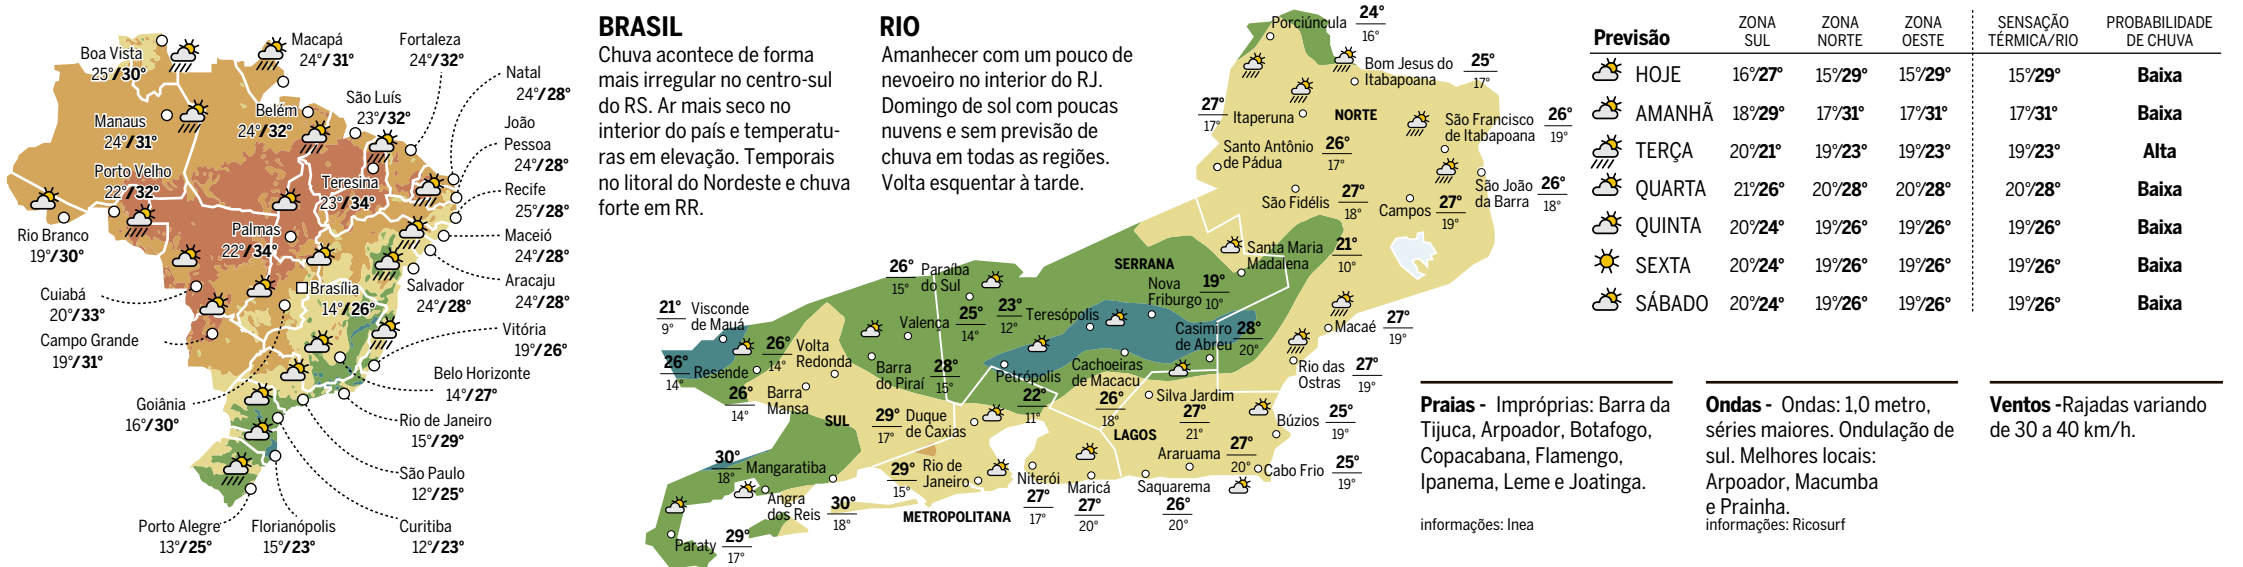 Boa Vista
25°/30°
Macapá
24°/31°
Fortaleza
24°/32°
Natal
24°/28°
Manaus
24°/31°
Belém
24°/32°
São Luís
23°/32°
João
Pessoa
24°/28°
Porto Velho
22°/32°
Teresina
23°/34°
Recife
25°/28°
Rio Branco
19°/30°
Palmas
22°/34°
Maceió
24°/28°
Aracaju
24°/28°
Cuiabá
20°/33°
Brasília
14°/26°
Salvador
24°/28°
Campo Grande
19°/31°
Vitória
19°/26°
Belo Horizonte
14°/27°
Goiânia
16°/30°
Rio de Janeiro
15°/29°
São Paulo
12°/25°
Porto Alegre
13°/25°
Florianópolis
15°/23°
Curitiba
12°/23°
BRASIL
Chuva acontece de forma
mais irregular no centro-sul
do RS. Ar mais seco no
interior do país e temperatu-
ras em elevação. Temporais
no litoral do Nordeste e chuva
forte em RR.
RIO
Amanhecer com um pouco de
nevoeiro no interior do RJ.
Domingo de sol com poucas
nuvens e sem previsão de
chuva em todas as regiões.
Volta esquentar à tarde.
Porciúncula
24°
16°
Bom Jesus do
Itabapoana
25°
17°
27°
17°
Itaperuna
NORTE
São Francisco
de Itabapoana
26°
19°
Santo Antônio
de Pádua
26°
17°
São Fidélis
27°
18°
Campos
27°
19°
São João
da Barra
26°
18°
Santa Maria
Madalena
21°
10°
SERRANA
Nova
Friburgo
19°
10°
26°
15°
Paraíba
do Sul
21°
9°
Visconde
de Mauá
Valença
25°
14°
23°
12°
Teresópolis
Casimiro
de Abreu
28°
20°
Macaé
27°
19°
26°
14°
Resende
26°
14°
Volta
Redonda
Barra
do Piraí
28°
15°
Petrópolis
22°
11°
Cachoeiras
de Macacu
26°
18°
Rio das
Ostras
27°
19°
26°
14°
Barra
Mansa
SUL
29°
17°
Duque
de Caxias
Silva Jardim
27°
21°
LAGOS
Búzios
25°
19°
Araruama
27°
20°
Cabo Frio
25°
19°
30°
18°
Mangaratiba
29°
15°
Rio de
Janeiro
Niterói
27°
17°
Maricá
27°
20°
Saquarema
26°
20°
Angra
dos Reis
30°
18°
METROPOLITANA
Paraty
29°
17°
Previsão
ZONA
SUL
ZONA
NORTE
ZONA
OESTE
SENSAÇÃO
TÉRMICA/RIO
PROBABILIDADE
DE CHUVA
HOJE 16°/27° 15°/29° 15°/29° 15°/29° Baixa
AMANHÃ 18°/29° 17°/31° 17°/31° 17°/31° Baixa
TERÇA 20°/21° 19°/23° 19°/23° 19°/23° Alta
QUARTA 21°/26° 20°/28° 20°/28° 20°/28° Baixa
QUINTA 20°/24° 19°/26° 19°/26° 19°/26° Baixa
SEXTA 20°/24° 19°/26° 19°/26° 19°/26° Baixa
SÁBADO 20°/24° 19°/26° 19°/26° 19°/26° Baixa
Praias - Impróprias: Barra da
Tijuca, Arpoador, Botafogo,
Copacabana, Flamengo,
Ipanema, Leme e Joatinga.
informações: Inea
Ondas - Ondas: 1,0 metro,
séries maiores. Ondulação de
sul. Melhores locais:
Arpoador, Macumba
e Prainha.
informações: Ricosurf
Ventos -Rajadas variando
de 30 a 40 km/h.